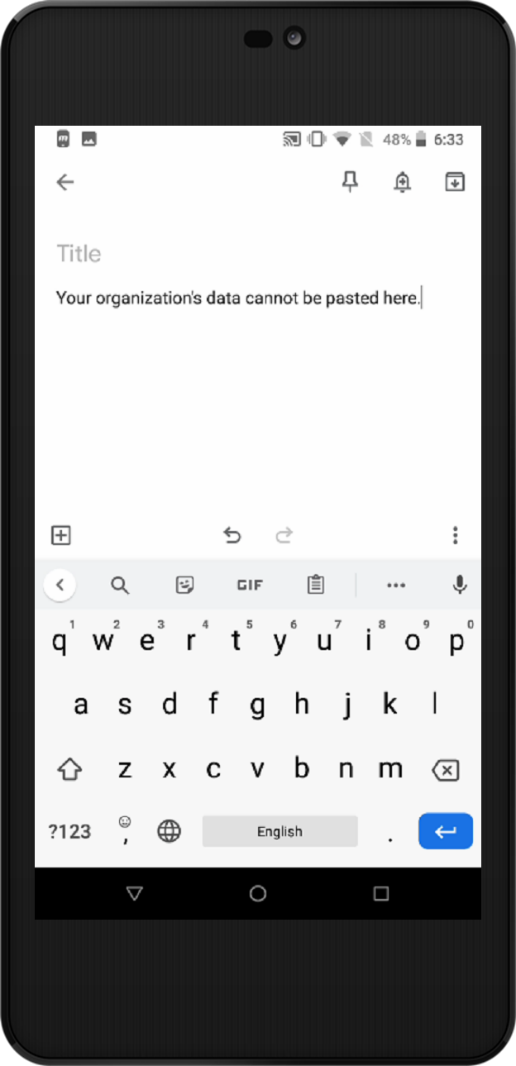 48% 6:33
Title
Your organization's data cannot be pasted here.
GIF
1 2 3 4 5 6 7 8 9 0
q w e r t y u i o p
a s d f g h j k l
z x c v b n m
?123 , English .